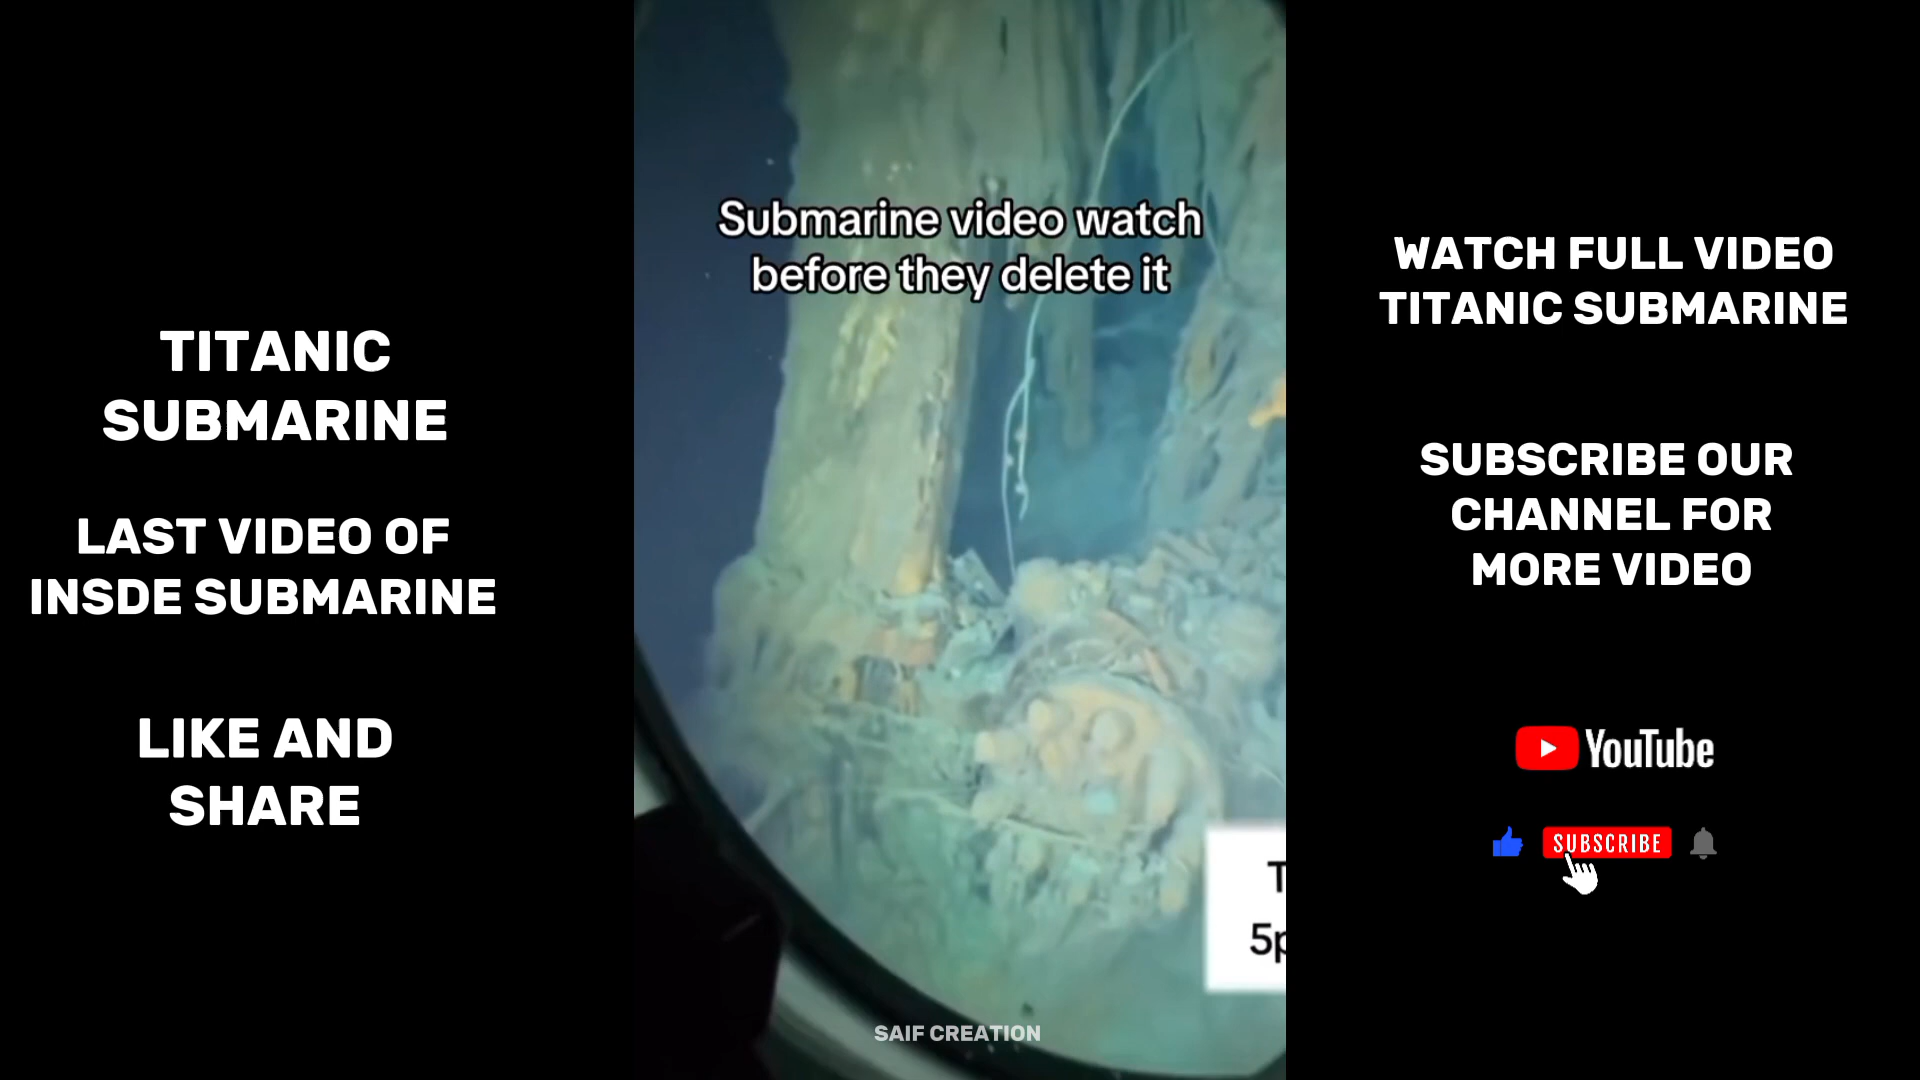 TITANIC
SUBMARINE
LAST VIDEO OF
INSDE SUBMARINE
LIKE AND
SHARE
Submarine video watch
before they delete it
T
5p
SAIF CREATION
WATCH FULL VIDEO
TITANIC SUBMARINE
SUBSCRIBE OUR
CHANNEL FOR
MORE VIDEO
YouTube
SUBSCRIBE